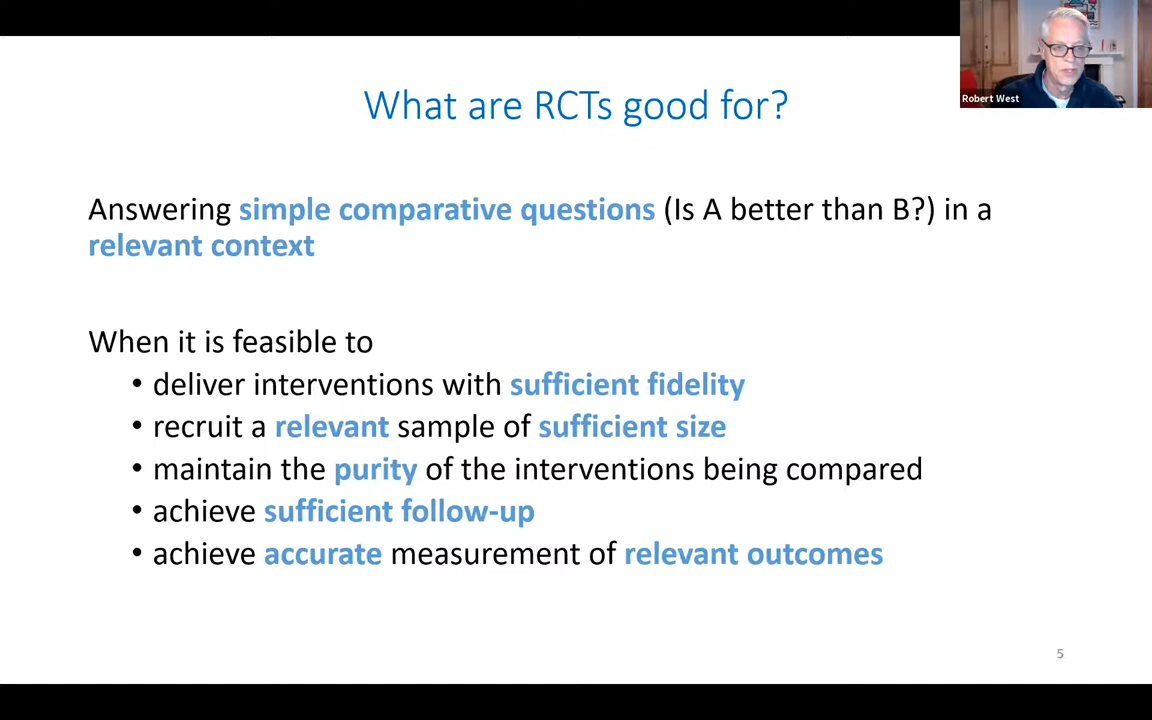 What are RCTs good for?
Robert West
Answering simple comparative questions (Is A better than B?) in a
relevant context
When it is feasible to
• deliver interventions with sufficient fidelity
• recruit a relevant sample of sufficient size
• maintain the purity of the interventions being compared
• achieve sufficient follow-up
• achieve accurate measurement of relevant outcomes
5